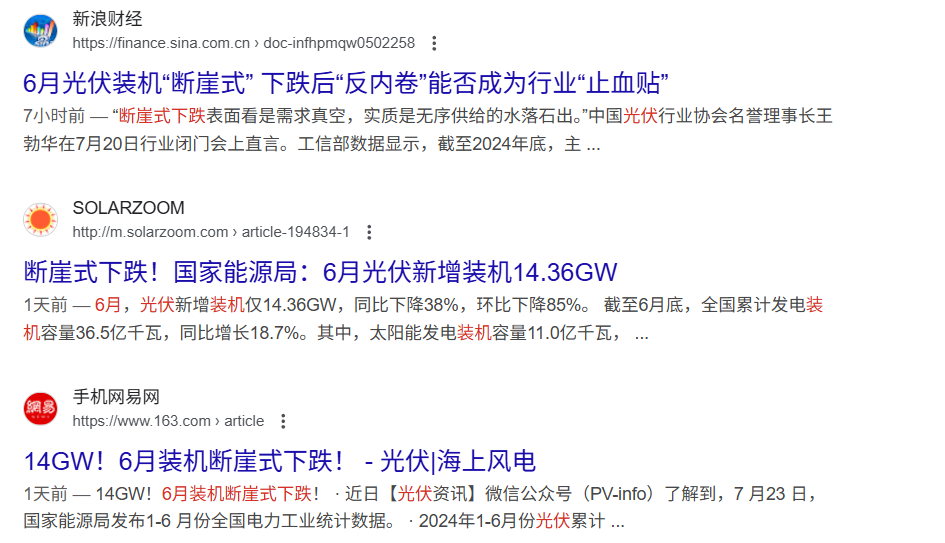 新浪财经
https://finance.sina.com.cn › doc-infhpmqw0502258
6月光伏装机“断崖式” 下跌后“反内卷”能否成为行业“止血贴”
7小时前 — “断崖式下跌表面看是需求真空，实质是无序供给的水落石出。”中国光伏行业协会名誉理事长王
勃华在7月20日行业闭门会上直言。工信部数据显示，截至2024年底，主 ...
SOLARZOOM
http://m.solarzoom.com › article-194834-1
断崖式下跌！国家能源局：6月光伏新增装机14.36GW
1天前 — 6月，光伏新增装机仅14.36GW，同比下降38%，环比下降85%。 截至6月底，全国累计发电装
机容量36.5亿千瓦，同比增长18.7%。其中，太阳能发电装机容量11.0亿千瓦， ...
手机网易网
網易
NEWS
https://www.163.com › article
14GW！6月装机断崖式下跌！ - 光伏|海上风电
1天前 — 14GW！6月装机断崖式下跌！ · 近日【光伏资讯】微信公众号（PV-info）了解到，7 月23 日，
国家能源局发布1-6 月份全国电力工业统计数据。 · 2024年1-6月份光伏累计 ...